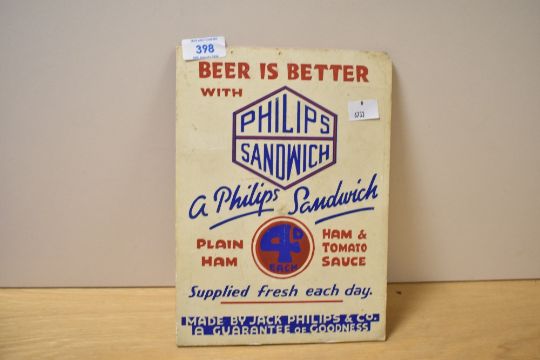 398
BEER IS BETTER
WITH
PHILIPS
SANDWICH
a Philips Sandwich
PLAIN
HAM
4D
EACH
HAM &
TOMATO
SAUCE
Supplied fresh each day.
MADE BY JACK PHILIPS & CO.
A GUARANTEE OF GOODNESS